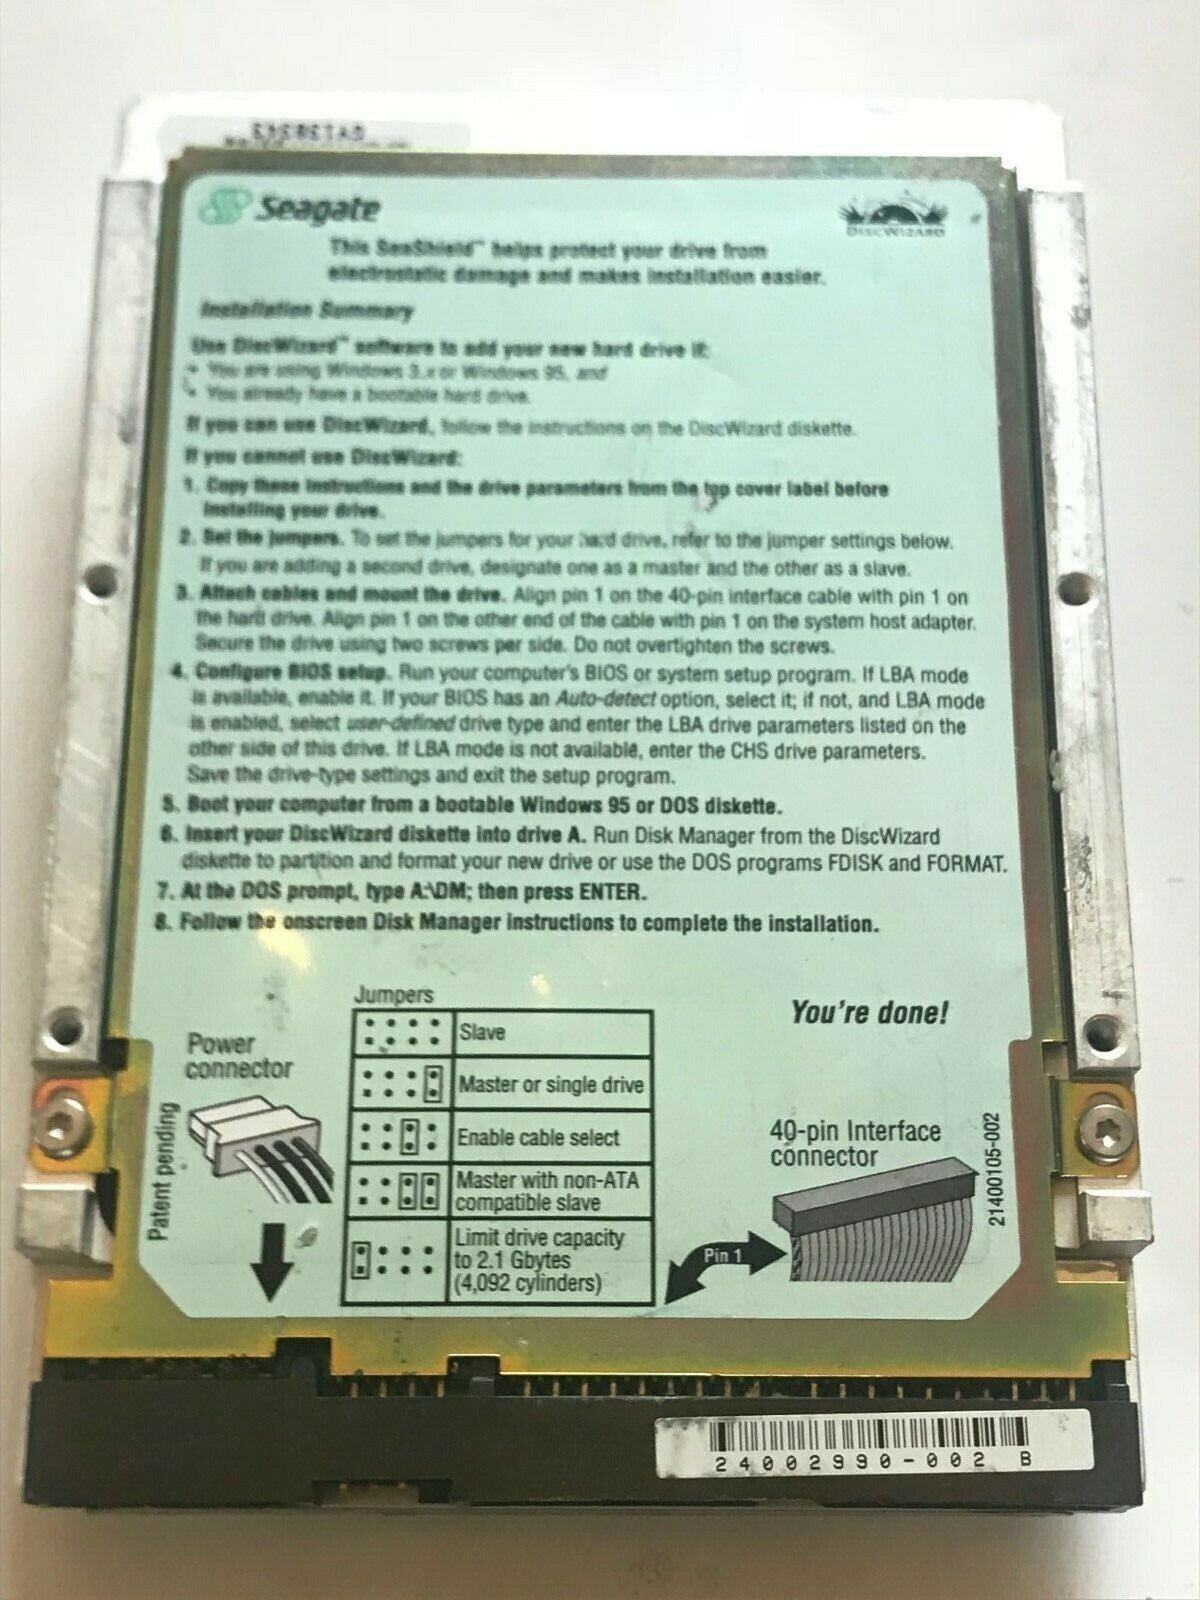 Seagate
DISCWIZARD
This SeaShield™ helps protect your drive from
electrostatic damage and makes installation easier.
Installation Summary
Use DiscWizard™ software to add your new hard drive if:
• You are using Windows 3.x or Windows 95, and
• You already have a bootable hard drive.
If you can use DiscWizard, follow the instructions on the DiscWizard diskette.
If you cannot use DiscWizard:
1. Copy these instructions and the drive parameters from the top cover label before
installing your drive.
2. Set the jumpers. To set the jumpers for your hard drive, refer to the jumper settings below.
If you are adding a second drive, designate one as a master and the other as a slave.
3. Attach cables and mount the drive. Align pin 1 on the 40-pin interface cable with pin 1 on
the hard drive. Align pin 1 on the other end of the cable with pin 1 on the system host adapter.
Secure the drive using two screws per side. Do not overtighten the screws.
4. Configure BIOS setup. Run your computer's BIOS or system setup program. If LBA mode
is available, enable it. If your BIOS has an Auto-detect option, select it; if not, and LBA mode
is enabled, select user-defined drive type and enter the LBA drive parameters listed on the
other side of this drive. If LBA mode is not available, enter the CHS drive parameters.
Save the drive-type settings and exit the setup program.
5. Boot your computer from a bootable Windows 95 or DOS diskette.
6. Insert your DiscWizard diskette into drive A. Run Disk Manager from the DiscWizard
diskette to partition and format your new drive or use the DOS programs FDISK and FORMAT.
7. At the DOS prompt, type A:\DM; then press ENTER.
8. Follow the onscreen Disk Manager instructions to complete the installation.
You're done!
Power
connector
Patent pending
Jumpers
Slave
Master or single drive
Enable cable select
Master with non-ATA
compatible slave
Limit drive capacity
to 2.1 Gbytes
(4,092 cylinders)
40-pin Interface
connector
Pin 1
21400105-002
24002990-002 B